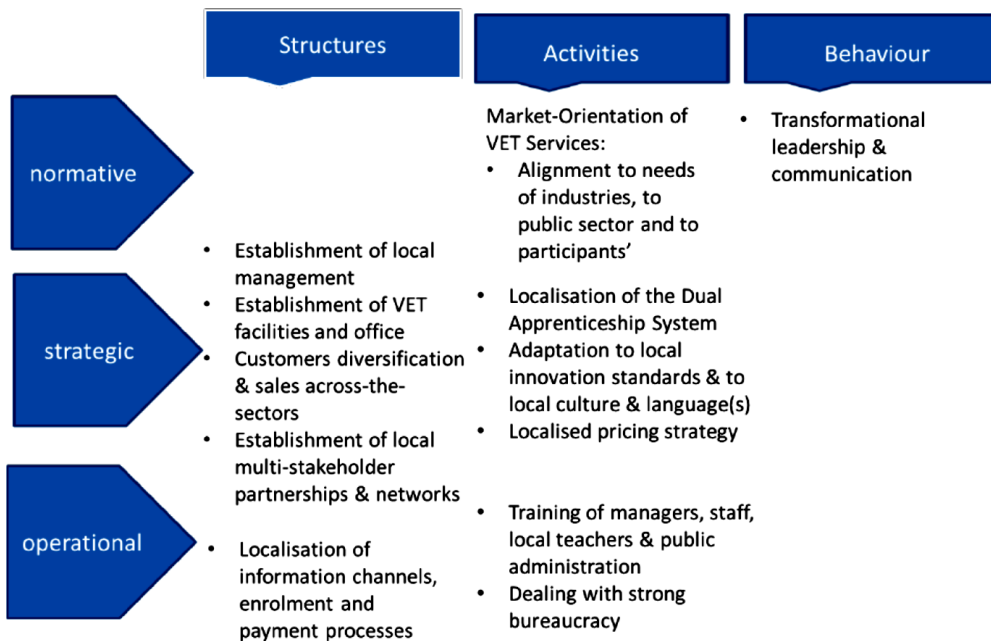 Structures
Activities
Behaviour
normative
Market-Orientation of
VET Services:
• Alignment to needs
of industries, to
public sector and to
participants’
• Transformational
leadership &
communication
strategic
• Establishment of local
management
• Establishment of VET
facilities and office
• Customers diversification
& sales across-the-
sectors
• Establishment of local
multi-stakeholder
partnerships & networks
• Localisation of the Dual
Apprenticeship System
• Adaptation to local
innovation standards & to
local culture & language(s)
• Localised pricing strategy
operational
• Localisation of
information channels,
enrolment and
payment processes
• Training of managers, staff,
local teachers & public
administration
• Dealing with strong
bureaucracy